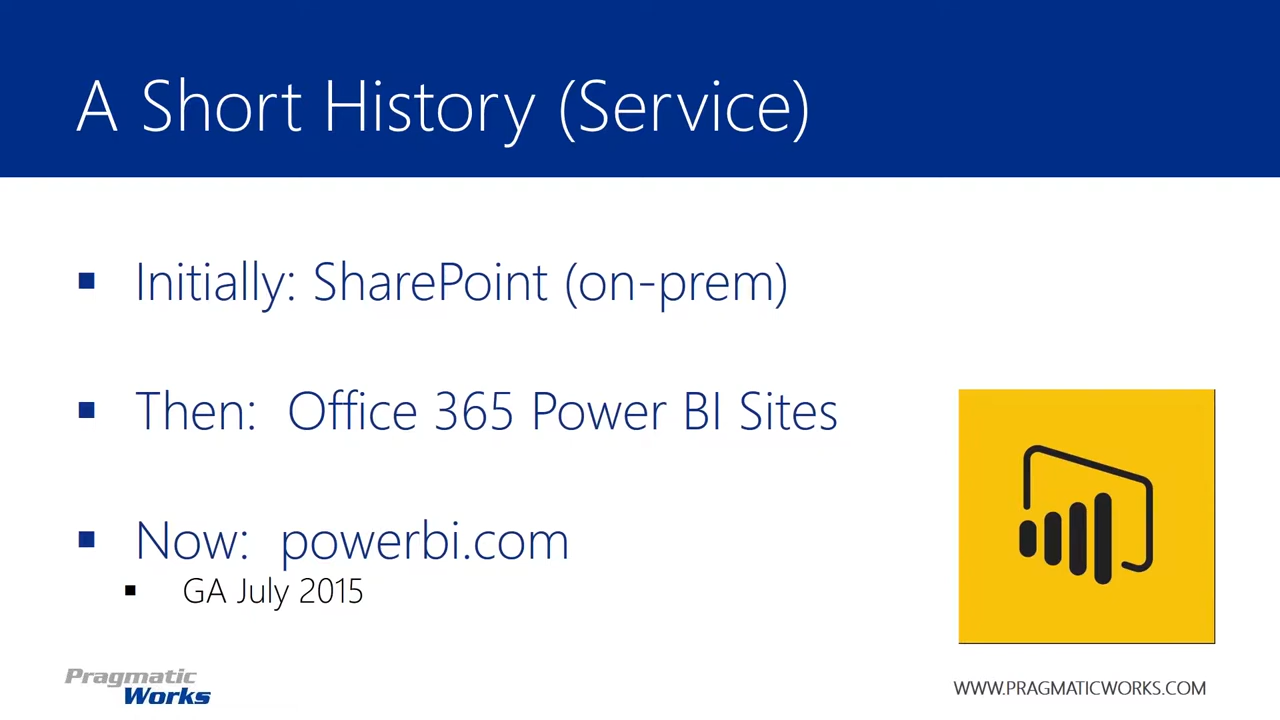 A Short History (Service)
Initially: SharePoint (on-prem)
Then: Office 365 Power BI Sites
Now: powerbi.com
GA July 2015
Pragmatic
Works
WWW.PRAGMATICWORKS.COM